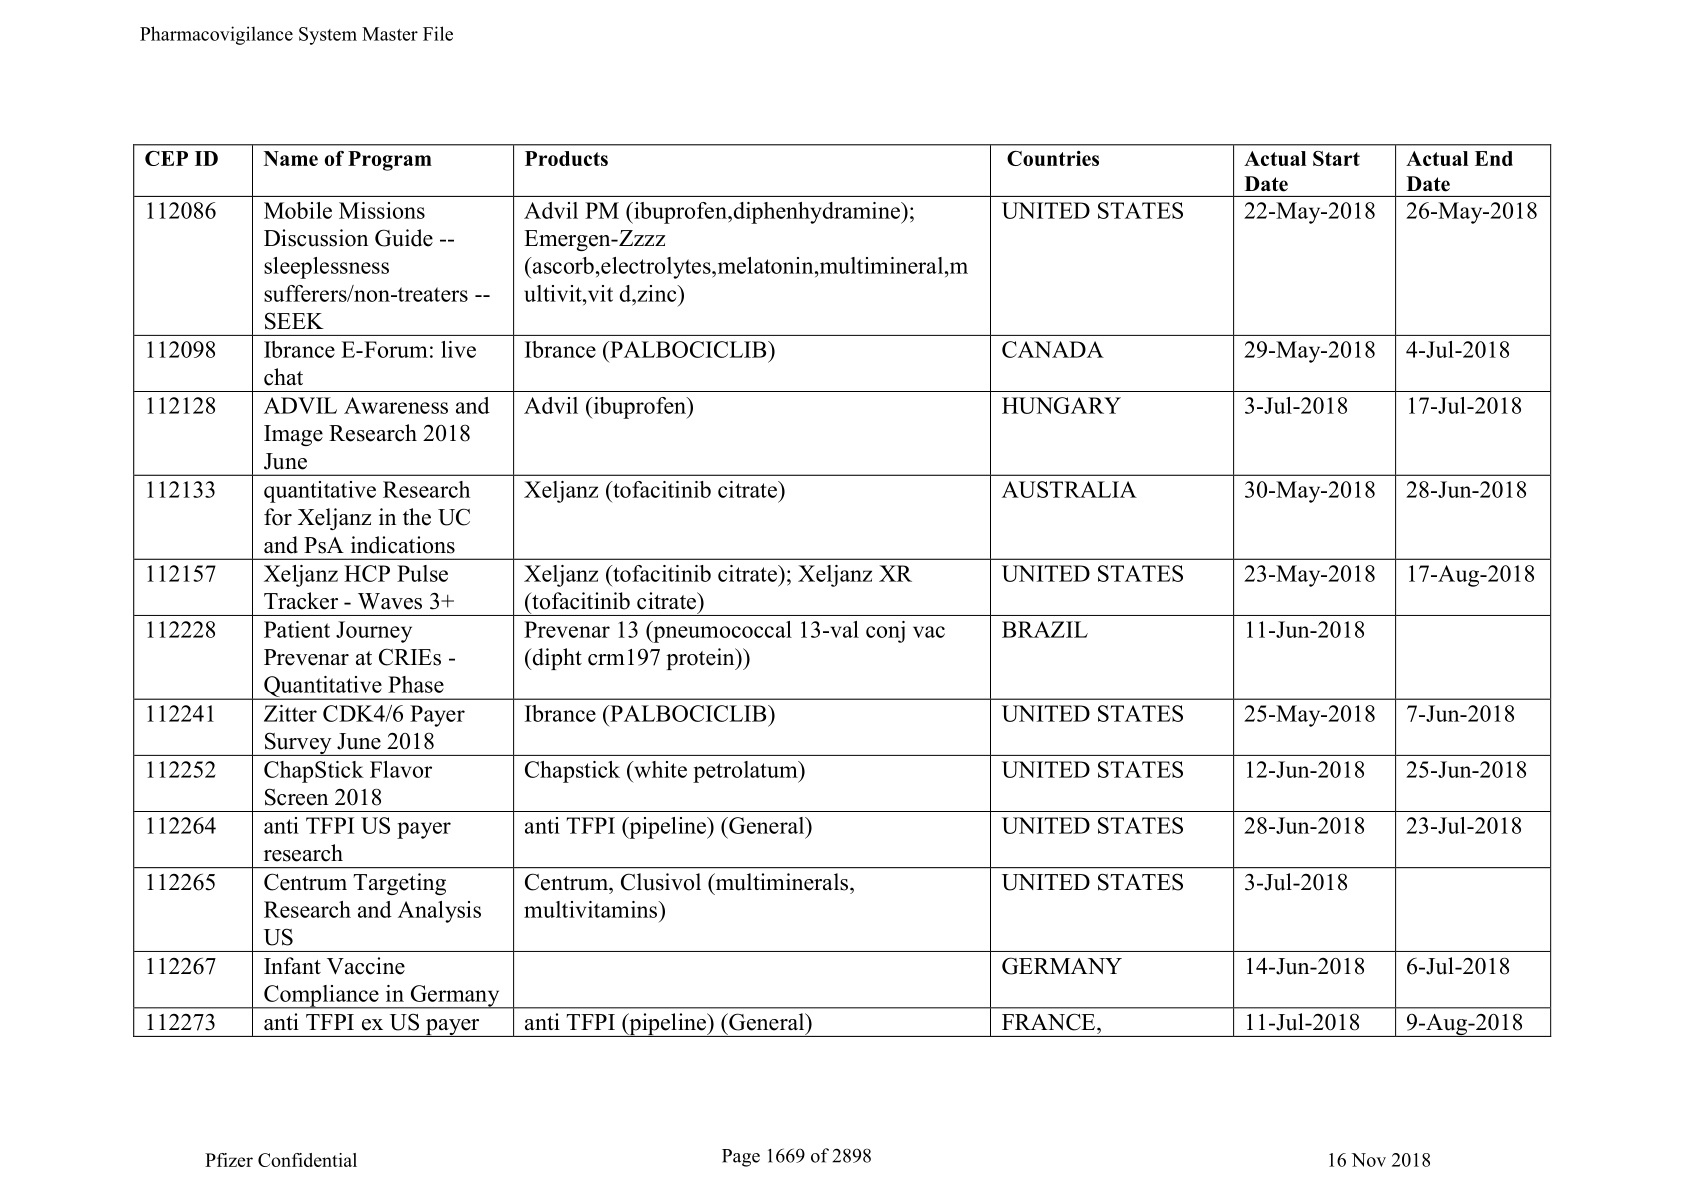 Pharmacovigilance System Master File
CEP ID Name of Program Products Countries Actual Start Actual End
Date Date
112086 Mobile Missions Advil PM (ibuprofen,diphenhydramine); UNITED STATES 22-May-2018 26-May-2018
Discussion Guide -- Emergen-Zzzz
sleeplessness (ascorb,electrolytes,melatonin,multimineral,m
sufferers/non-treaters -- ultivit,vit d,zinc)
SEEK
112098 Ibrance E-Forum: live Ibrance (PALBOCICLIB) CANADA 29-May-2018 4-Jul-2018
chat
112128 ADVIL Awareness and Advil (ibuprofen) HUNGARY 3-Jul-2018 17-Jul-2018
Image Research 2018
June
112133 quantitative Research Xeljanz (tofacitinib citrate) AUSTRALIA 30-May-2018 28-Jun-2018
for Xeljanz in the UC
and PsA indications
112157 Xeljanz HCP Pulse Xeljanz (tofacitinib citrate); Xeljanz XR UNITED STATES 23-May-2018 17-Aug-2018
Tracker - Waves 3+ (tofacitinib citrate)
112228 Patient Journey Prevenar 13 (pneumococcal 13-val conj vac BRAZIL 11-Jun-2018
Prevenar at CRIEs - (dipht crm197 protein))
Quantitative Phase
112241 Zitter CDK4/6 Payer Ibrance (PALBOCICLIB) UNITED STATES 25-May-2018 7-Jun-2018
Survey June 2018
112252 ChapStick Flavor Chapstick (white petrolatum) UNITED STATES 12-Jun-2018 25-Jun-2018
Screen 2018
112264 anti TFPI US payer anti TFPI (pipeline) (General) UNITED STATES 28-Jun-2018 23-Jul-2018
research
112265 Centrum Targeting Centrum, Clusivol (multiminerals, UNITED STATES 3-Jul-2018
Research and Analysis multivitamins)
US
112267 Infant Vaccine GERMANY 14-Jun-2018 6-Jul-2018
Compliance in Germany
112273 anti TFPI ex US payer anti TFPI (pipeline) (General) FRANCE, 11-Jul-2018 9-Aug-2018
Pfizer Confidential Page 1669 of 2898 16 Nov 2018